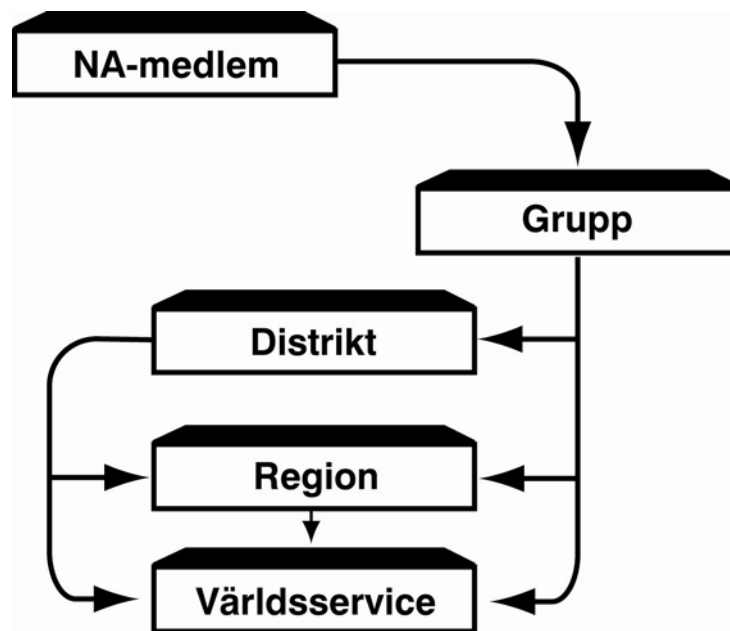 NA-medlem
Grupp
Distrikt
Region
Världsservice